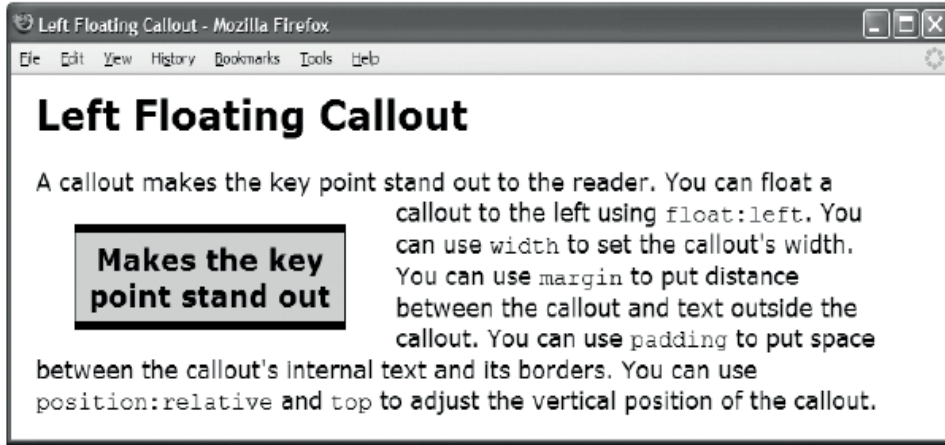 Left Floating Callout - Mozilla Firefox
File Edit View History Bookmarks Tools Help
Left Floating Callout
A callout makes the key point stand out to the reader. You can float a
callout to the left using float:left. You
can use width to set the callout's width.
You can use margin to put distance
between the callout and text outside the
callout. You can use padding to put space
Makes the key
point stand out
between the callout's internal text and its borders. You can use
position:relative and top to adjust the vertical position of the callout.